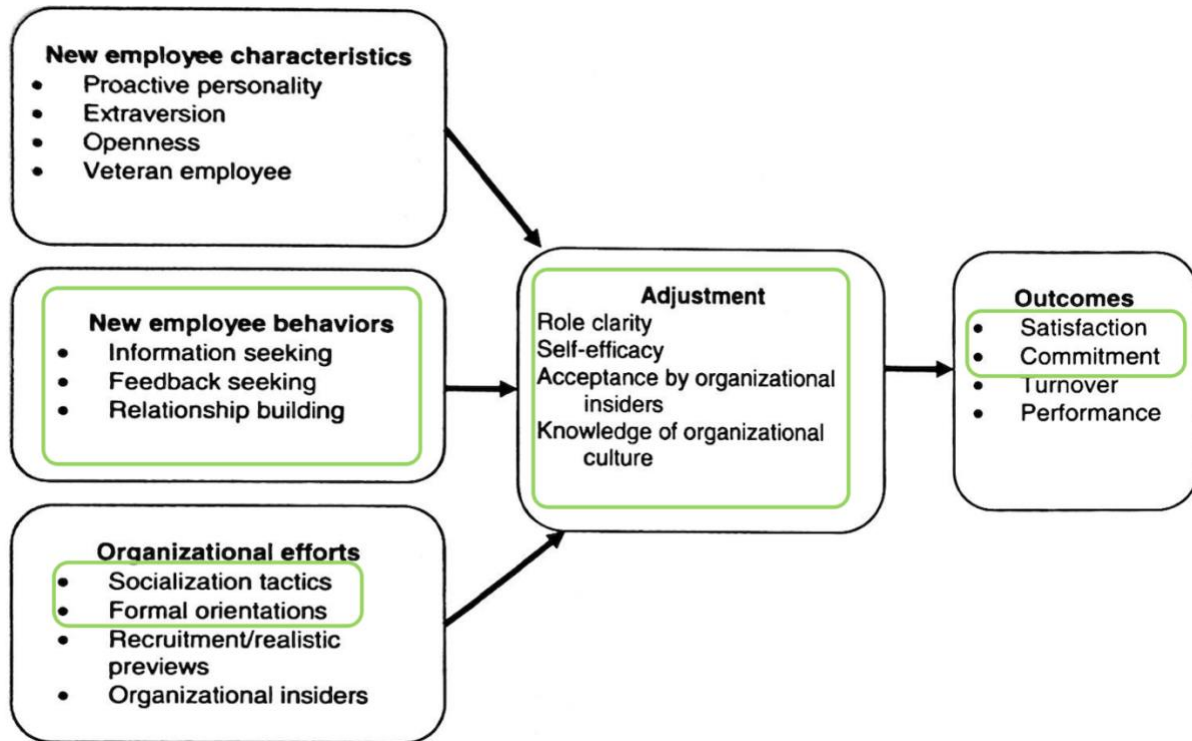 New employee characteristics
• Proactive personality
• Extraversion
• Openness
• Veteran employee
New employee behaviors
• Information seeking
• Feedback seeking
• Relationship building
Organizational efforts
• Socialization tactics
• Formal orientations
• Recruitment/realistic
previews
• Organizational insiders
Adjustment
Role clarity
Self-efficacy
Acceptance by organizational
insiders
Knowledge of organizational
culture
Outcomes
• Satisfaction
• Commitment
• Turnover
• Performance